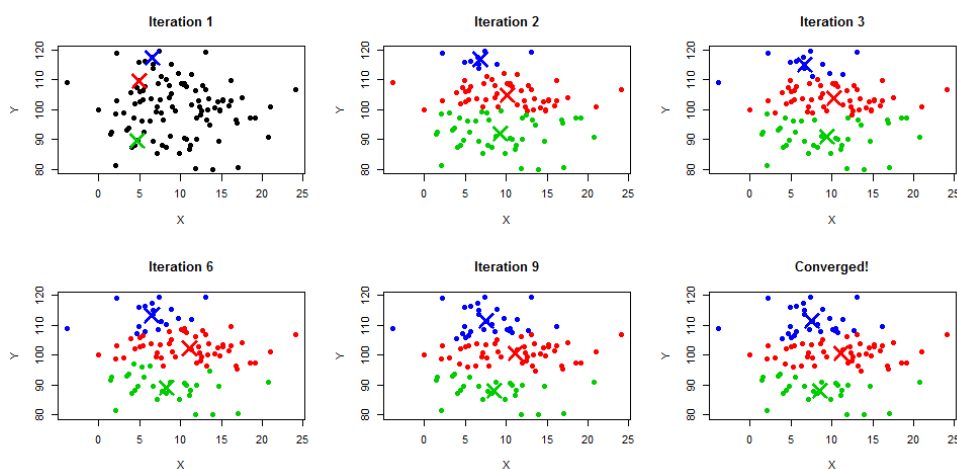 Iteration 1
Iteration 2
Iteration 3
Y
80 90 100 110 120
0 5 10 15 20 25
X
Y
80 90 100 110 120
0 5 10 15 20 25
X
Y
80 90 100 110 120
0 5 10 15 20 25
X
Iteration 6
Iteration 9
Converged!
Y
80 90 100 110 120
0 5 10 15 20 25
X
Y
80 90 100 110 120
0 5 10 15 20 25
X
Y
80 90 100 110 120
0 5 10 15 20 25
X